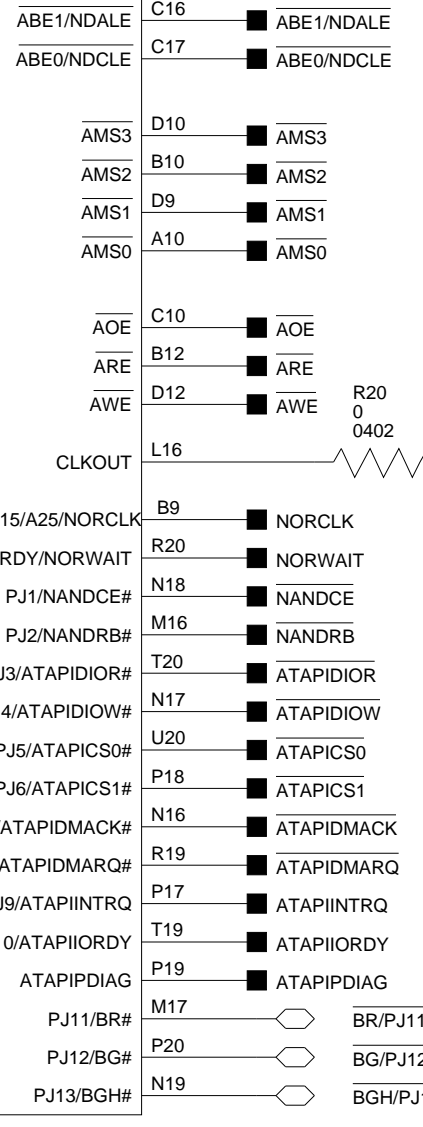 ABE1/NDALE C16 ABE1/NDALE
ABE0/NDCLE C17 ABE0/NDCLE
AMS3 D10 AMS3
AMS2 B10 AMS2
AMS1 D9 AMS1
AMS0 A10 AMS0
AOE C10 AOE
ARE B12 ARE
AWE D12 AWE
R20
0
0402
CLKOUT L16
15/A25/NORCLK B9 NORCLK
RDY/NORWAIT R20 NORWAIT
PJ1/NANDCE# N18 NANDCE
PJ2/NANDRB# M16 NANDRB
J3/ATAPIDIOR# T20 ATAPIDIOR
4/ATAPIDIOW# N17 ATAPIDIOW
PJ5/ATAPICS0# U20 ATAPICS0
PJ6/ATAPICS1# P18 ATAPICS1
/ATAPIDMACK# N16 ATAPIDMACK
ATAPIDMARQ# R19 ATAPIDMARQ
J9/ATAPIINTRQ P17 ATAPIINTRQ
0/ATAPIIORDY T19 ATAPIIORDY
ATAPIPDIAG P19 ATAPIPDIAG
PJ11/BR# M17 BR/PJ11
PJ12/BG# P20 BG/PJ12
PJ13/BGH# N19 BGH/PJ1